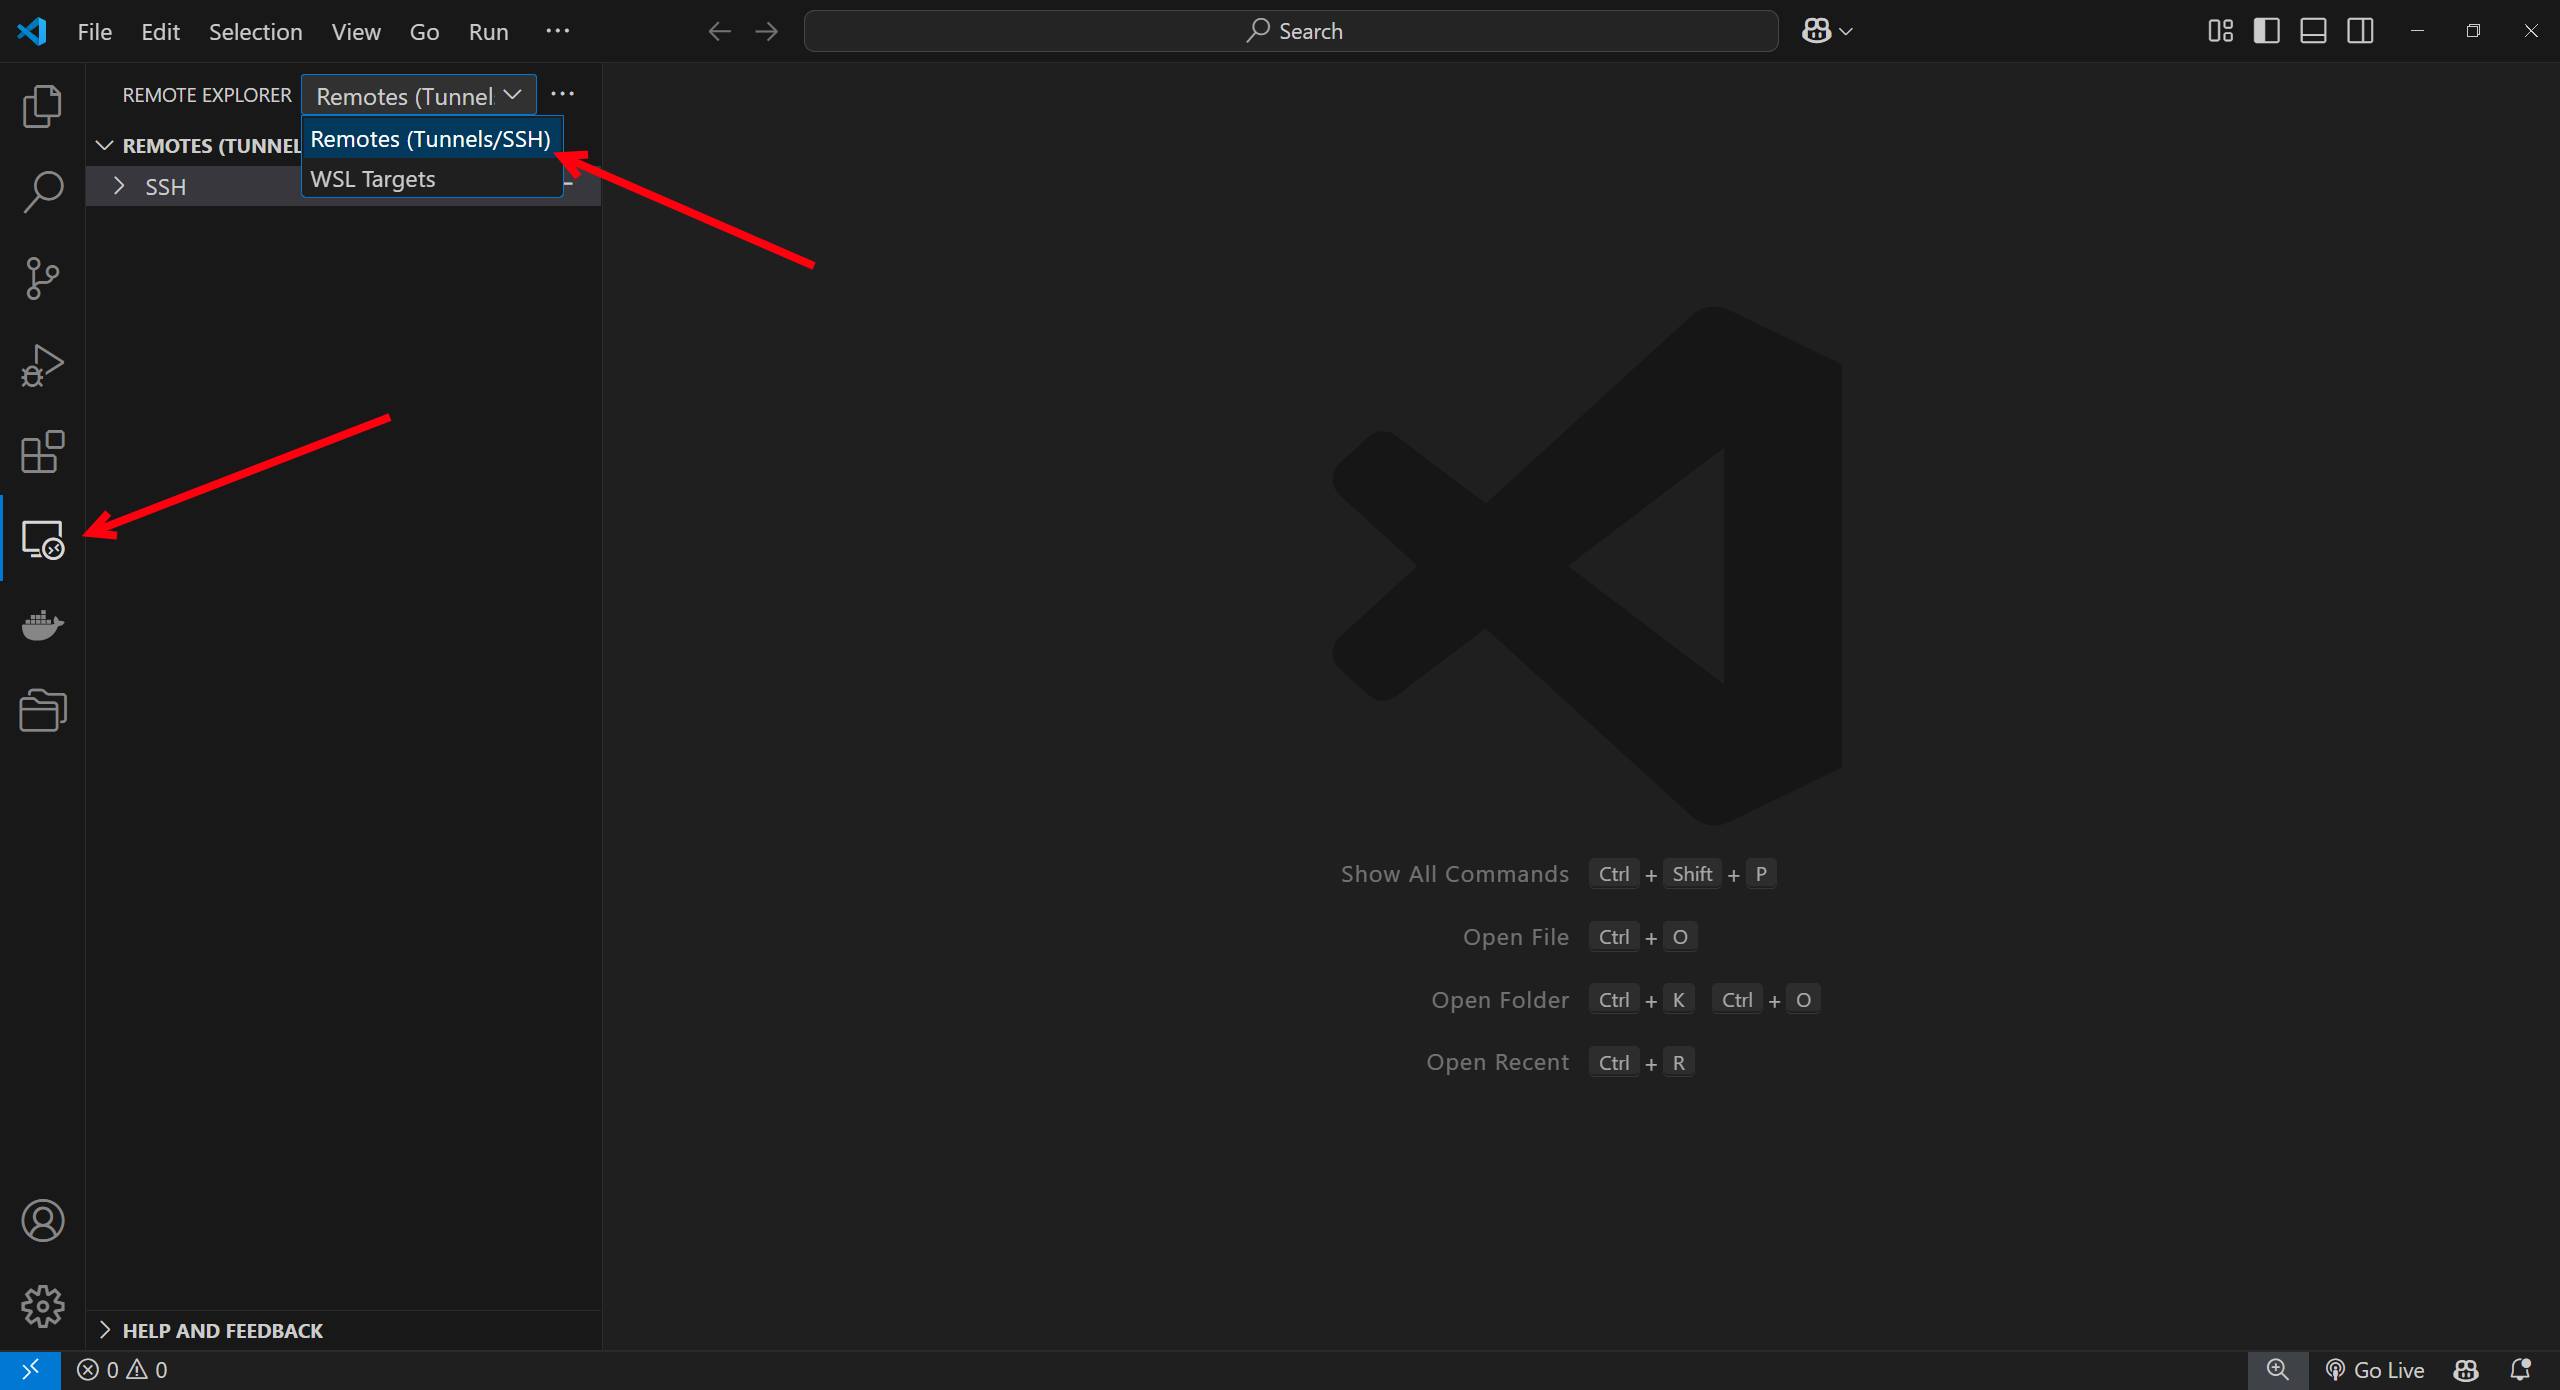 File Edit Selection View Go Run ···
Search
REMOTE EXPLORER Remotes (Tunnel ···
REMOTES (TUNNEL
Remotes (Tunnels/SSH)
WSL Targets
SSH
Show All Commands Ctrl + Shift + P
Open File Ctrl + O
Open Folder Ctrl + K Ctrl + O
Open Recent Ctrl + R
HELP AND FEEDBACK
0 0
Go Live